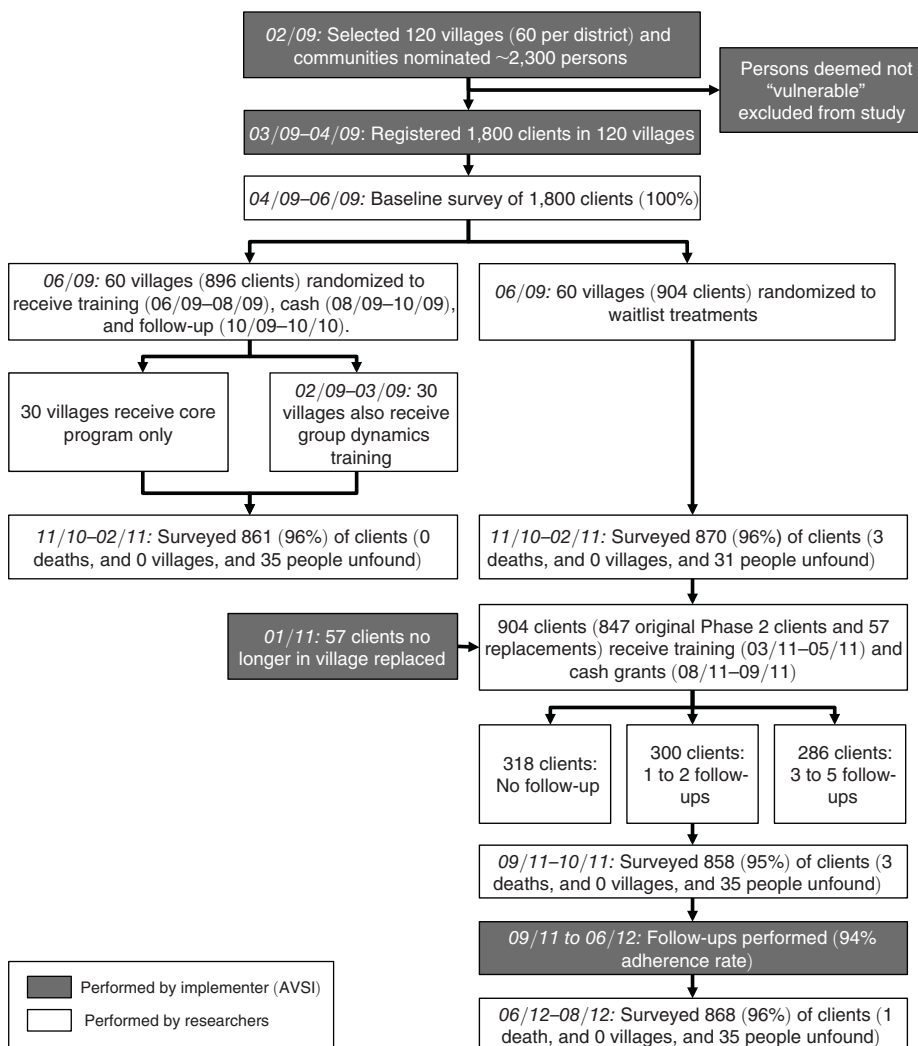 02/09: Selected 120 villages (60 per district) and
communities nominated ~2,300 persons
Persons deemed not
“vulnerable”
excluded from study
03/09–04/09: Registered 1,800 clients in 120 villages
04/09–06/09: Baseline survey of 1,800 clients (100%)
06/09: 60 villages (896 clients) randomized to
receive training (06/09–08/09), cash (08/09–10/09),
and follow-up (10/09–10/10).
06/09: 60 villages (904 clients) randomized to
waitlist treatments
30 villages receive core
program only
02/09–03/09: 30
villages also receive
group dynamics
training
11/10–02/11: Surveyed 861 (96%) of clients (0
deaths, and 0 villages, and 35 people unfound)
11/10–02/11: Surveyed 870 (96%) of clients (3
deaths, and 0 villages, and 31 people unfound)
01/11: 57 clients no
longer in village replaced
904 clients (847 original Phase 2 clients and 57
replacements) receive training (03/11–05/11) and
cash grants (08/11–09/11)
318 clients:
No follow-up
300 clients:
1 to 2 follow-
ups
286 clients:
3 to 5 follow-
ups
09/11–10/11: Surveyed 858 (95%) of clients (3
deaths, and 0 villages, and 35 people unfound)
09/11 to 06/12: Follow-ups performed (94%
adherence rate)
06/12–08/12: Surveyed 868 (96%) of clients (1
death, and 0 villages, and 35 people unfound)
Performed by implementer (AVSI)
Performed by researchers